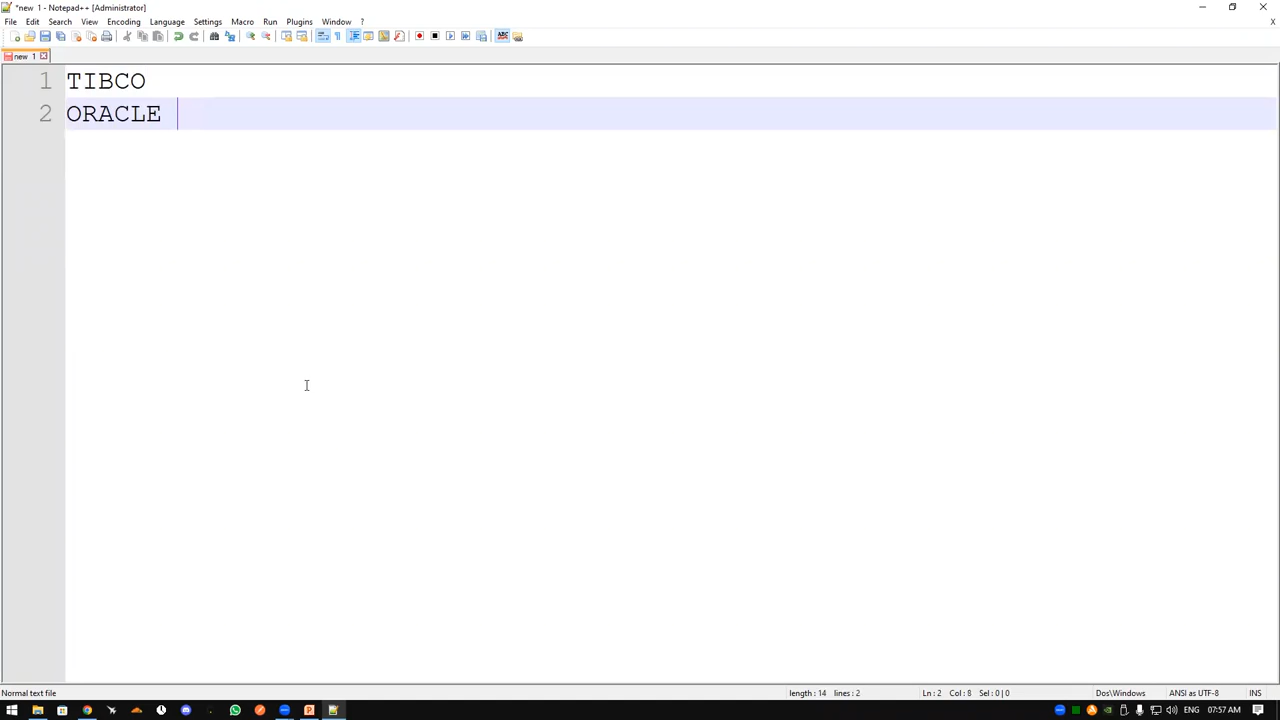 *new 1 - Notepad++ [Administrator]
File Edit Search View Encoding Language Settings Macro Run Plugins Window ?
X
new 1
1 TIBCO
2 ORACLE
Normal text file length : 14 lines : 2 Ln : 2 Col : 8 Sel : 0 | 0 Dos\Windows ANSI as UTF-8 INS
ENG 07:57 AM